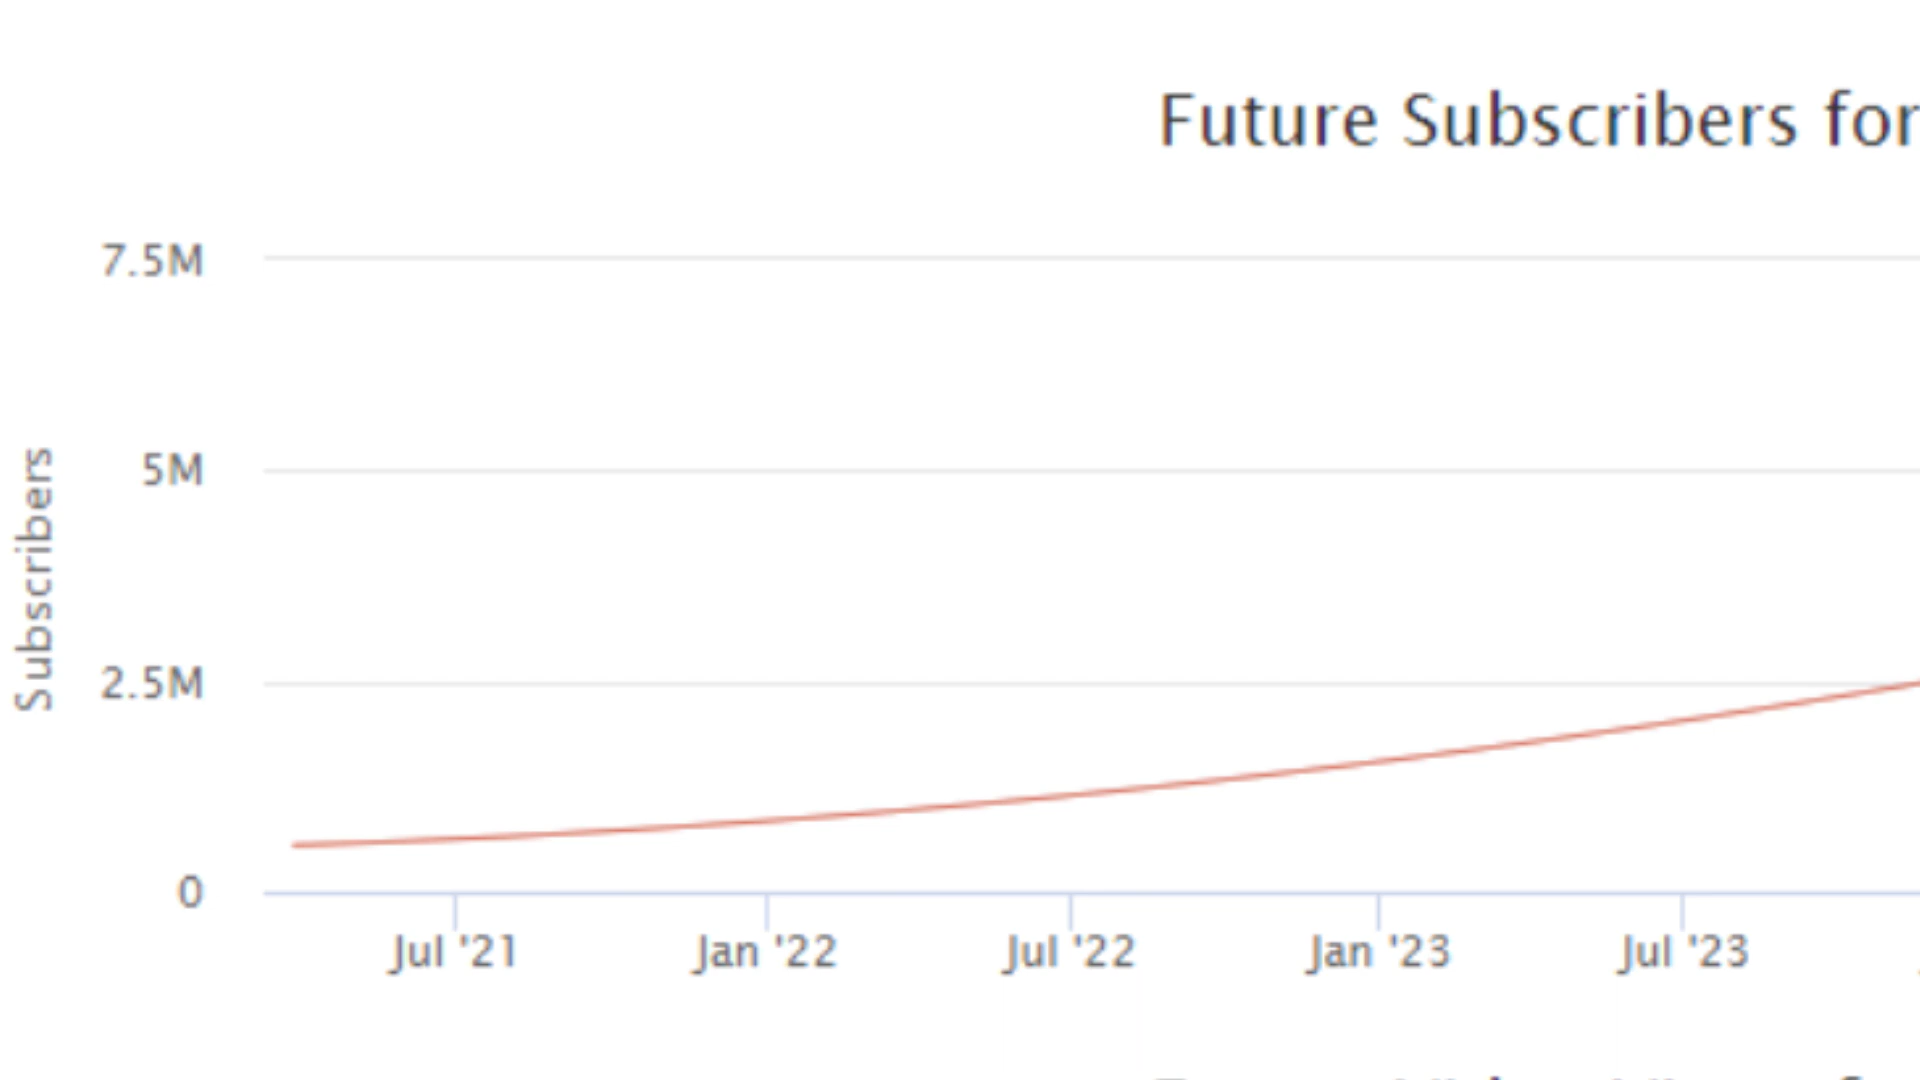 Future Subscribers for
7.5M
5M
Subscribers
2.5M
0
Jul '21
Jan '22
Jul '22
Jan '23
Jul '23